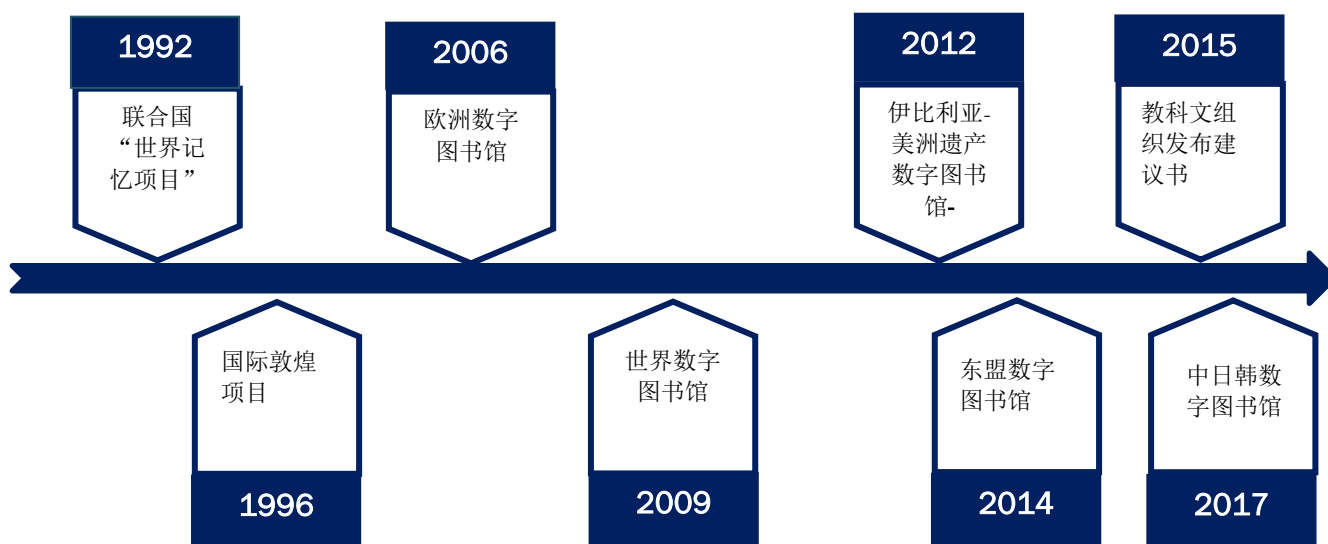 1992
联合国
“世界记
忆项目”
2006
欧洲数字
图书馆
2012
伊比利亚-
美洲遗产
数字图书
馆-
2015
教科文组
织发布建
议书
国际敦煌
项目
1996
世界数字
图书馆
2009
东盟数字
图书馆
2014
中日韩数
字图书馆
2017